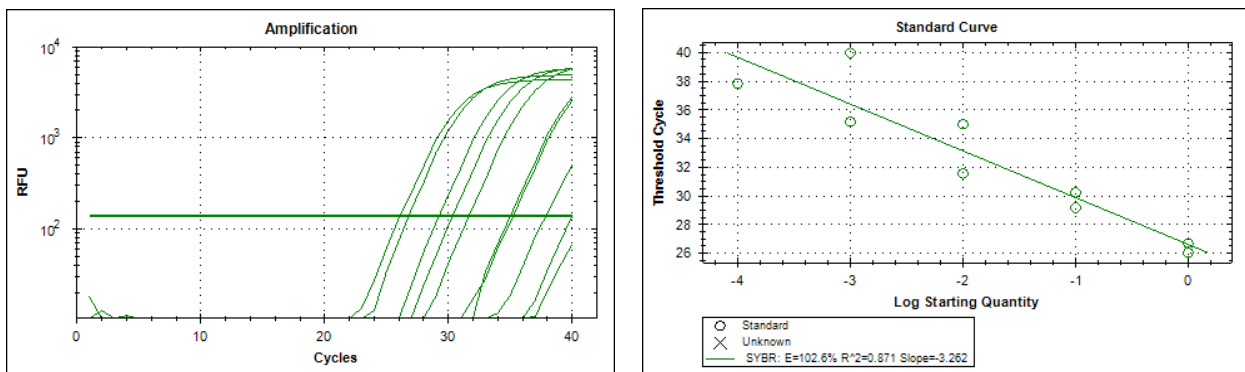 Amplification
10^4
10^3
10^2
RFU
0
10
20
30
40
Cycles
Standard Curve
40
38
36
34
32
30
28
26
Threshold Cycle
-4
-3
-2
-1
0
Log Starting Quantity
Standard
Unknown
SYBR: E=102.6% R^2=0.871 Slope=-3.262